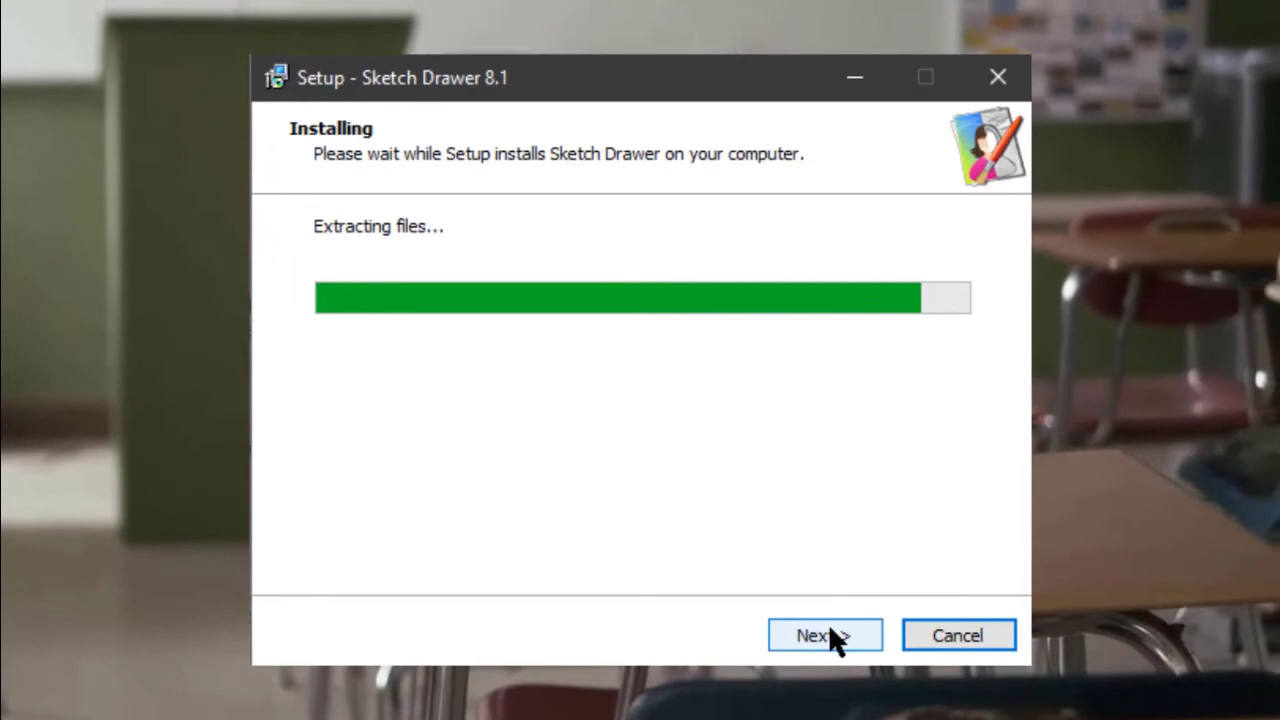 Setup - Sketch Drawer 8.1
Installing
Please wait while Setup installs Sketch Drawer on your computer.
Extracting files...
Next >
Cancel